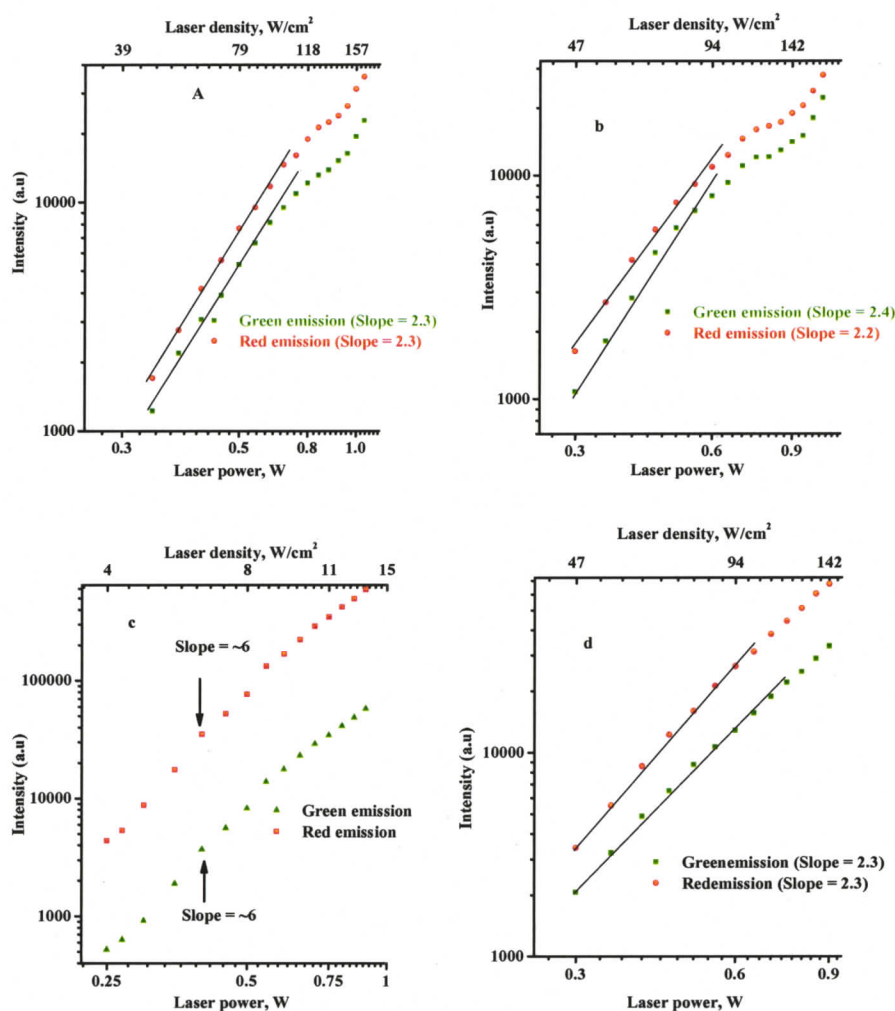 Laser density, W/cm²
39 79 118 157
A
10000
1000
Intensity (a.u)
Green emission (Slope = 2.3)
Red emission (Slope = 2.3)
0.3 0.5 0.8 1.0
Laser power, W
Laser density, W/cm²
47 94 142
b
10000
1000
Intensity (a.u)
Green emission (Slope = 2.4)
Red emission (Slope = 2.2)
0.3 0.6 0.9
Laser power, W
Laser density, W/cm²
4 8 11 15
c
Slope = ~6
100000
10000
1000
Intensity (a.u)
Green emission
Red emission
Slope = ~6
0.25 0.5 0.75 1
Laser power, W
Laser density, W/cm²
47 94 142
d
10000
1000
Intensity (a.u)
Greenemission (Slope = 2.3)
Redemission (Slope = 2.3)
0.3 0.6 0.9
Laser power, W